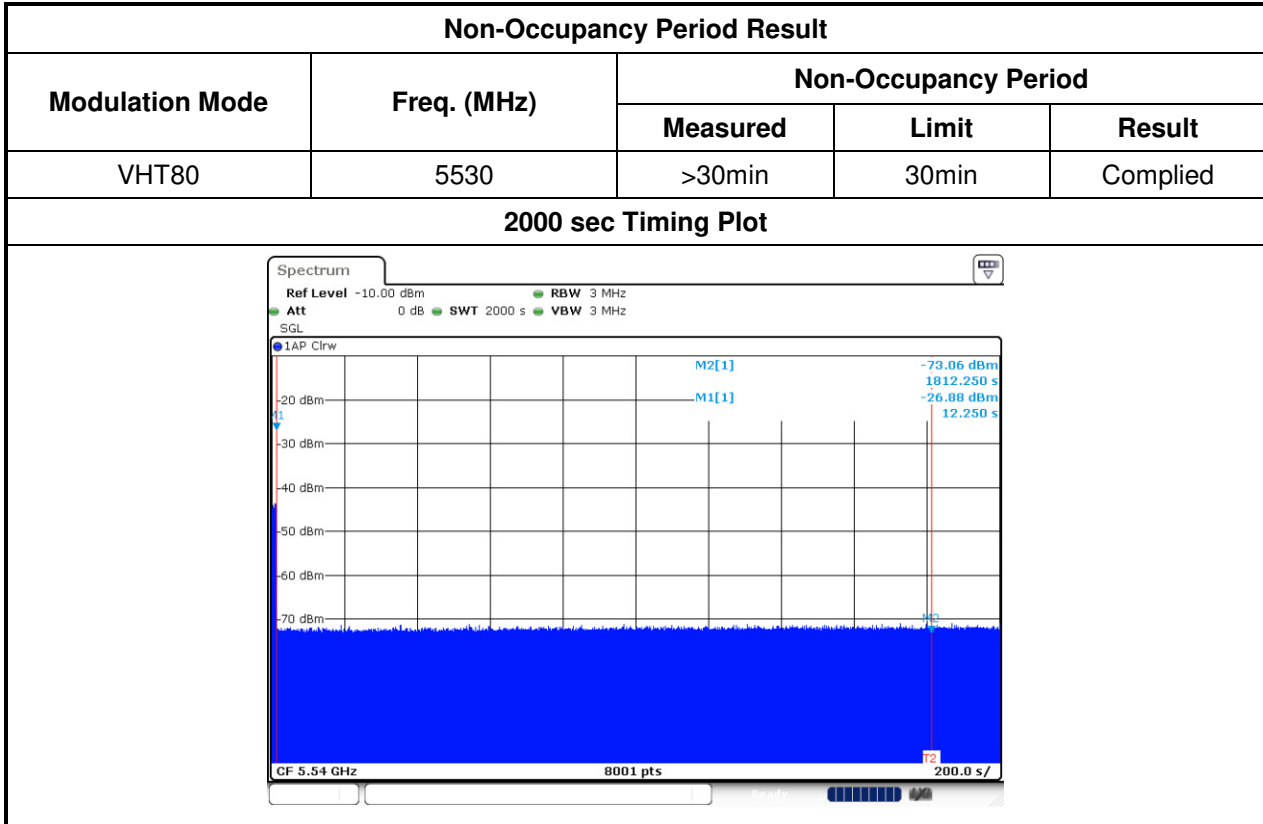 Non-Occupancy Period Result
Modulation Mode
Freq. (MHz)
Non-Occupancy Period
Measured
Limit
Result
VHT80
5530
>30min
30min
Complied
2000 sec Timing Plot
Spectrum
Ref Level -10.00 dBm RBW 3 MHz
Att 0 dB SWT 2000 s VBW 3 MHz
SGL
1AP Clrw
M2[1] -73.06 dBm
1812.250 s
M1[1] -26.88 dBm
12.250 s
-20 dBm
M1
-30 dBm
-40 dBm
-50 dBm
-60 dBm
-70 dBm
M2
T2
CF 5.54 GHz 8001 pts 200.0 s/
Ready